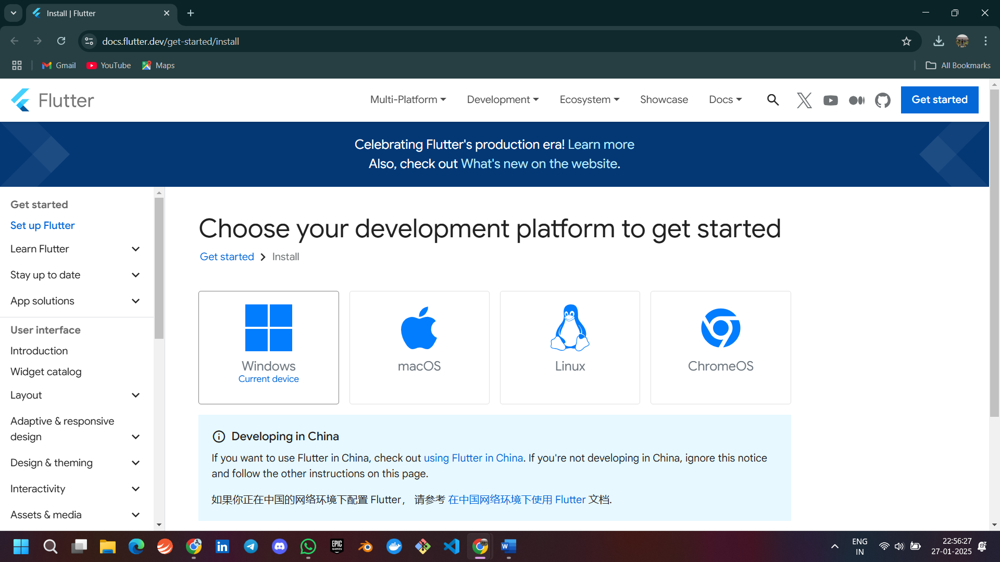 Install | Flutter
docs.flutter.dev/get-started/install
Gmail
YouTube
Maps
All Bookmarks
Flutter
Multi-Platform
Development
Ecosystem
Showcase
Docs
Get started
Celebrating Flutter's production era! Learn more
Also, check out What's new on the website.
Get started
Set up Flutter
Learn Flutter
Stay up to date
App solutions
User interface
Introduction
Widget catalog
Layout
Adaptive & responsive
design
Design & theming
Interactivity
Assets & media
Choose your development platform to get started
Get started
Install
Windows
Current device
macOS
Linux
ChromeOS
Developing in China
If you want to use Flutter in China, check out using Flutter in China. If you're not developing in China, ignore this notice
and follow the other instructions on this page.
如果你正在中国的网络环境下配置 Flutter， 请参考 在中国网络环境下使用 Flutter 文档.
EPIC
GAMES
ENG
IN
22:56:27
27-01-2025